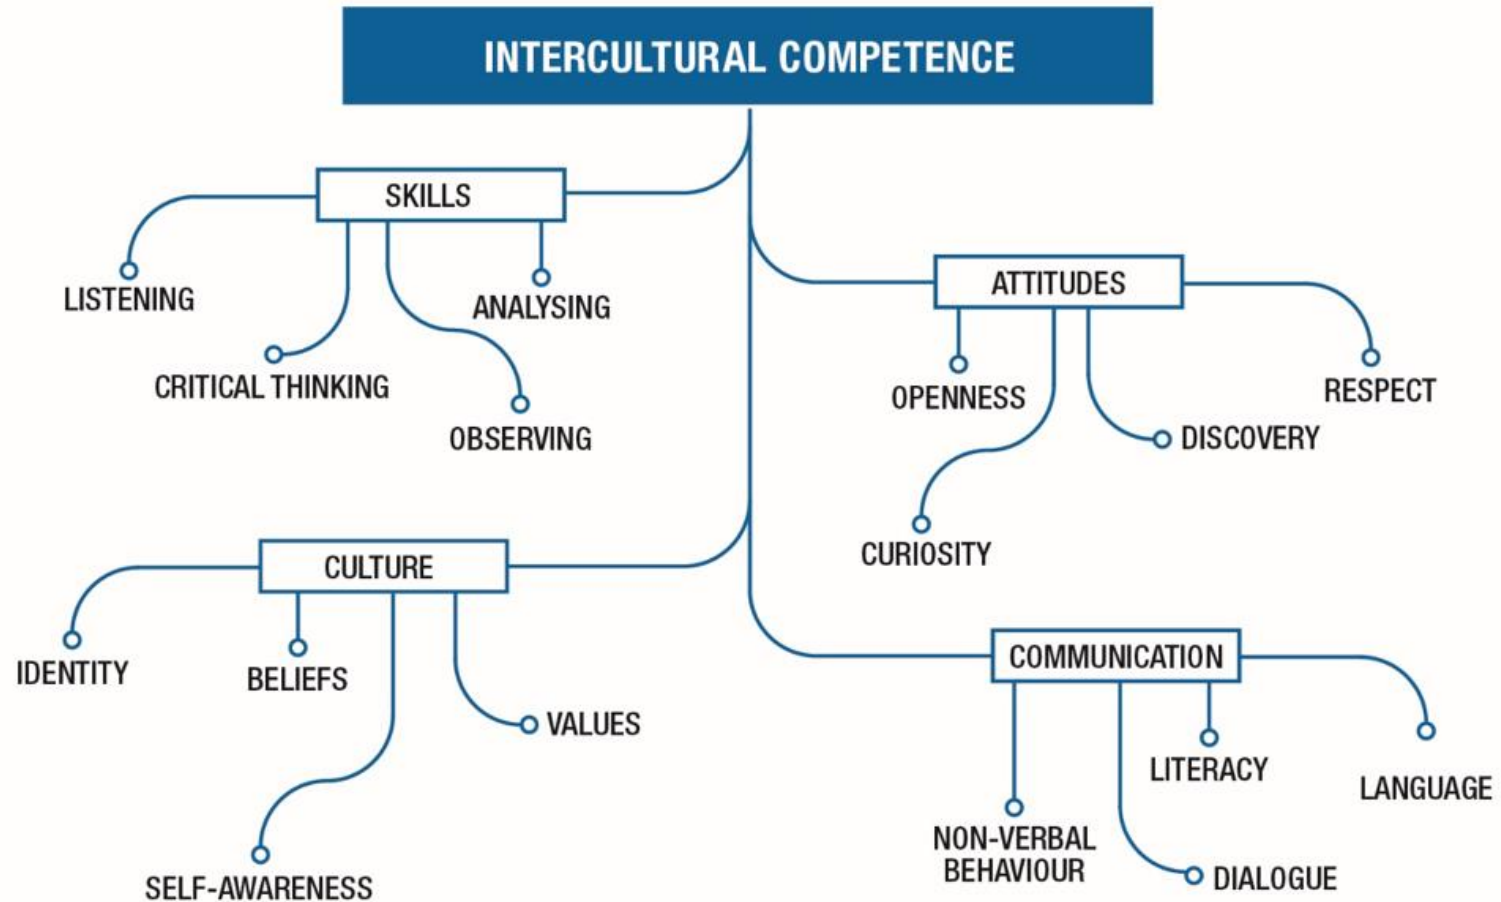 INTERCULTURAL COMPETENCE
SKILLS
LISTENING
CRITICAL THINKING
OBSERVING
ANALYSING
ATTITUDES
OPENNESS
CURIOSITY
DISCOVERY
RESPECT
CULTURE
IDENTITY
BELIEFS
SELF-AWARENESS
VALUES
COMMUNICATION
NON-VERBAL
BEHAVIOUR
DIALOGUE
LITERACY
LANGUAGE